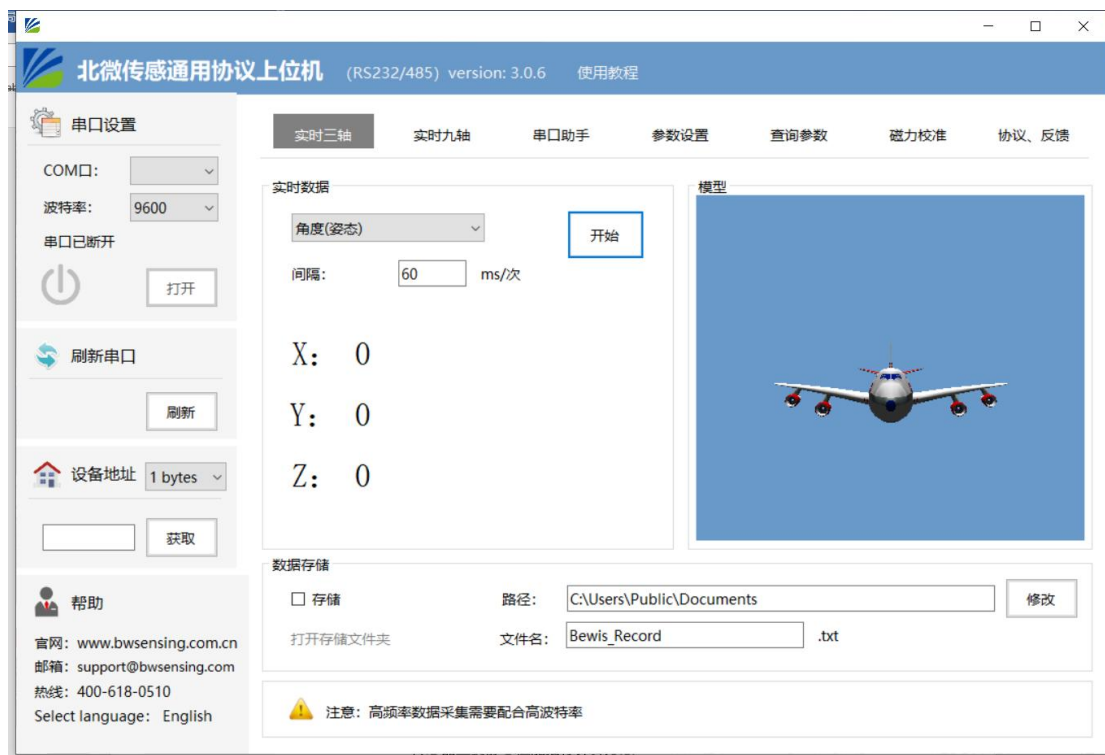 北微传感通用协议上位机 (RS232/485) version: 3.0.6 使用教程
串口设置
COM口:
波特率: 9600
串口已断开
打开
刷新串口
刷新
设备地址 1 bytes
获取
帮助
官网: www.bwsensing.com.cn
邮箱: support@bwsensing.com
热线: 400-618-0510
Select language: English
实时三轴 实时九轴 串口助手 参数设置 查询参数 磁力校准 协议、反馈
实时数据
角度(姿态)
开始
间隔: 60 ms/次
X: 0
Y: 0
Z: 0
模型
数据存储
存储 路径: C:\Users\Public\Documents 修改
打开存储文件夹 文件名: Bewis_Record .txt
注意: 高频率数据采集需要配合高波特率